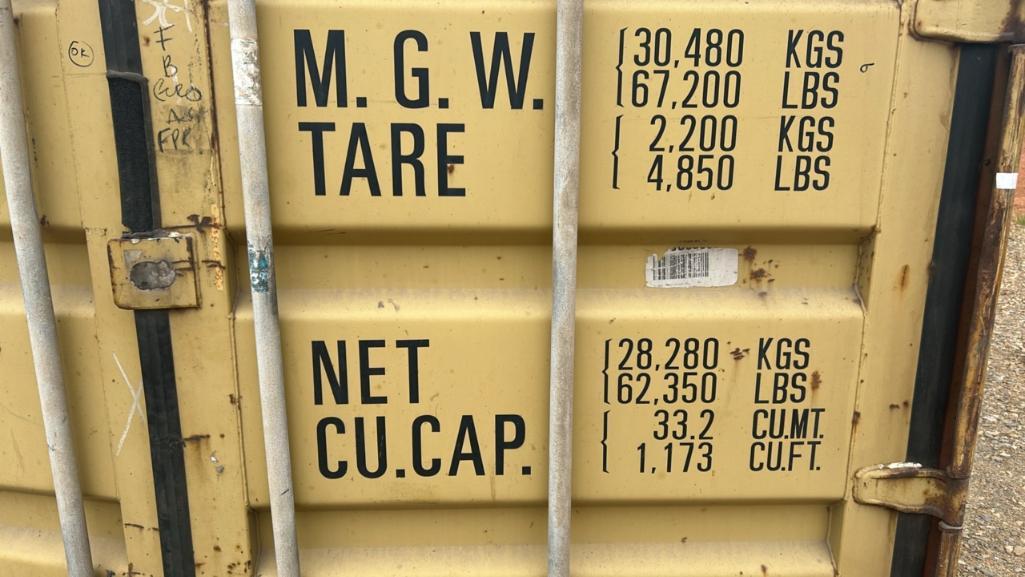 OK
F
B
M. G. W. 30,480 KGS
67,200 LBS
TARE 2,200 KGS
4,850 LBS
NET 28,280 KGS
62,350 LBS
CU.CAP. 33.2 CU.MT.
1,173 CU.FT.